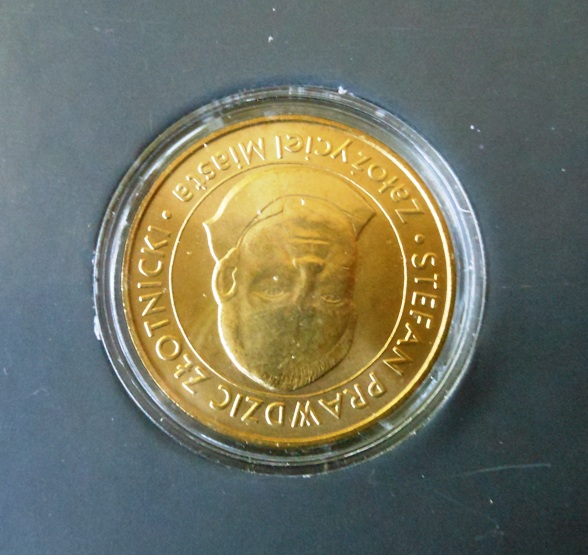 STEFAN PRAWDZIC ZŁOTNICKI
Założyciel Miasta